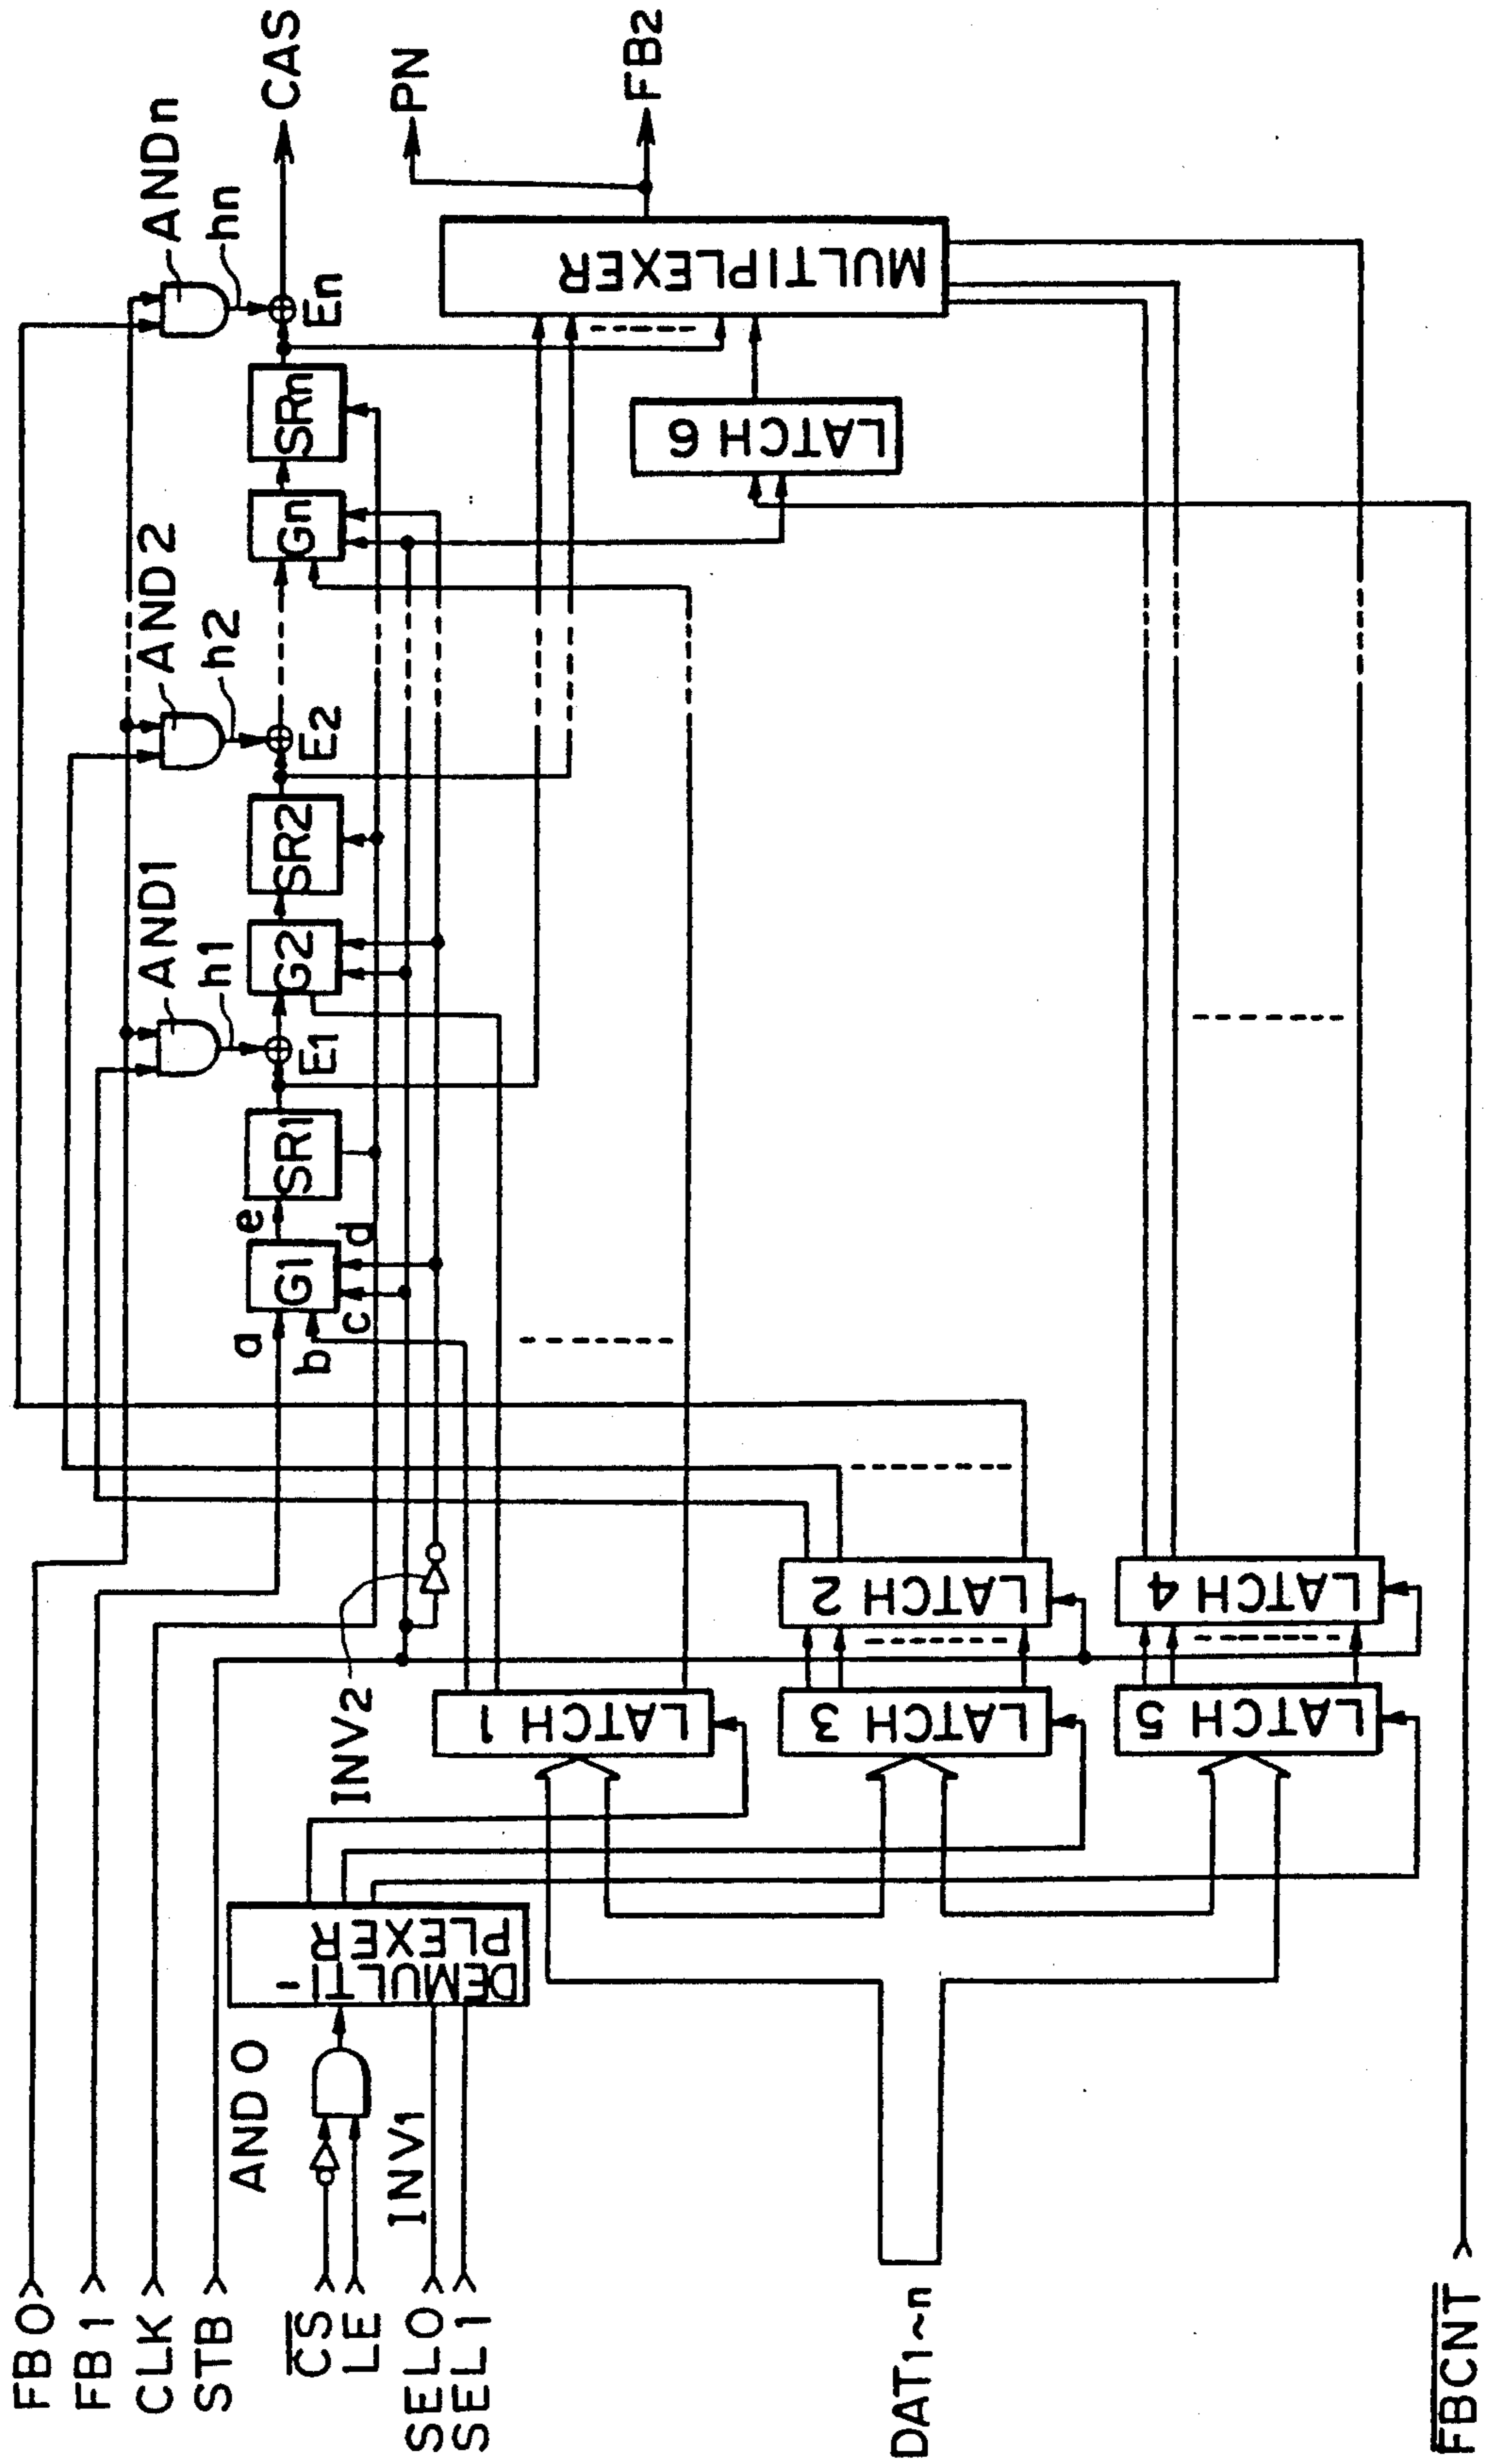 FB0
FB1
CLK
STB
CS
LE
SEL0
SEL1
DAT1~n
FBCNT
AND0
INV1
DEMULTI-
PLEXER
INV2
LATCH 1
LATCH 3
LATCH 5
LATCH 2
LATCH 4
a
b
c
d
e
G1
SR1
E1
h1
AND1
G2
SR2
E2
h2
AND2
Gn
SRn
En
hn
ANDn
LATCH 6
MULTIPLEXER
CAS
PN
FB2